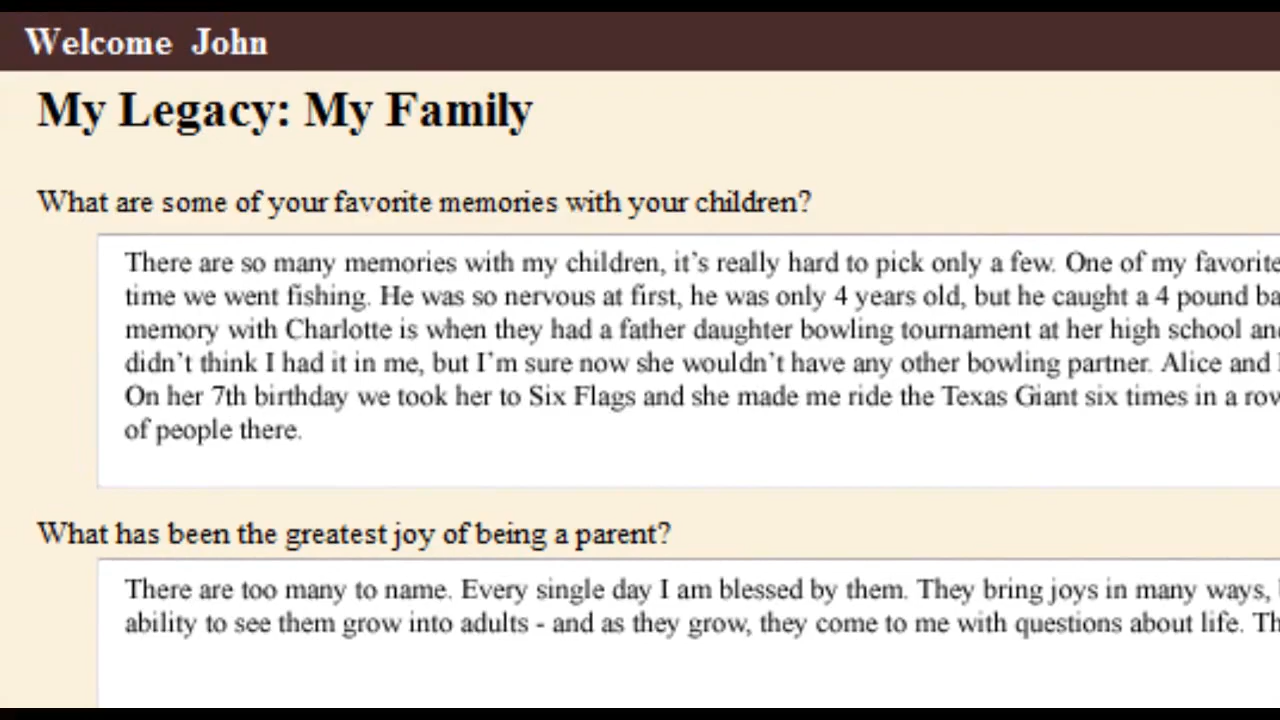 Welcome John
My Legacy: My Family
What are some of your favorite memories with your children?
There are so many memories with my children, it’s really hard to pick only a few. One of my favorite
time we went fishing. He was so nervous at first, he was only 4 years old, but he caught a 4 pound ba
memory with Charlotte is when they had a father daughter bowling tournament at her high school and
didn’t think I had it in me, but I’m sure now she wouldn’t have any other bowling partner. Alice and
On her 7th birthday we took her to Six Flags and she made me ride the Texas Giant six times in a row
of people there.
What has been the greatest joy of being a parent?
There are too many to name. Every single day I am blessed by them. They bring joys in many ways,
ability to see them grow into adults - and as they grow, they come to me with questions about life. Th